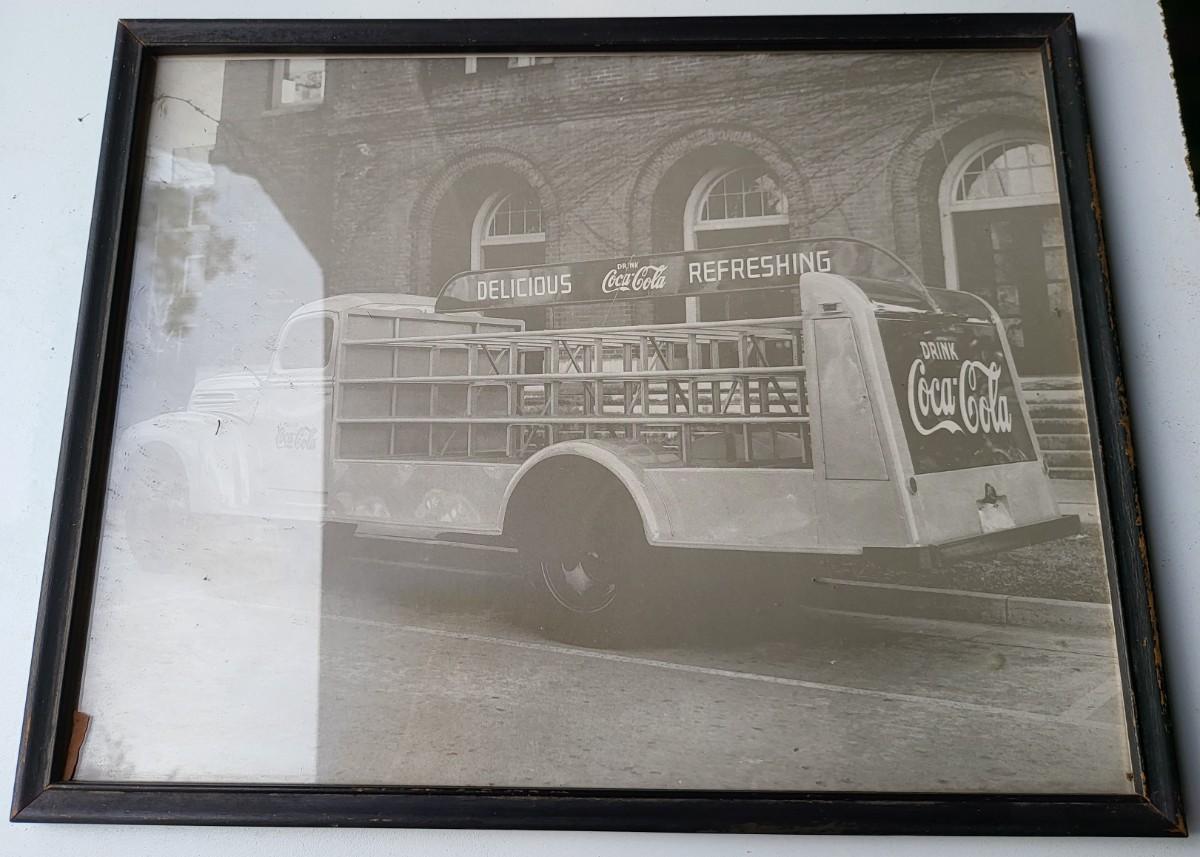 DELICIOUS DRINK Coca-Cola REFRESHING
DRINK
Coca-Cola
Coca-Cola